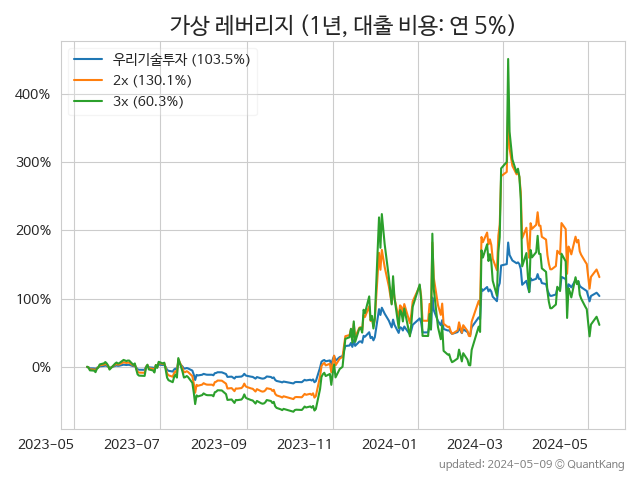 가상 레버리지 (1년, 대출 비용: 연 5%)
우리기술투자 (103.5%)
2x (130.1%)
3x (60.3%)
400%
300%
200%
100%
0%
2023-05 2023-07 2023-09 2023-11 2024-01 2024-03 2024-05
updated: 2024-05-09 © QuantKang